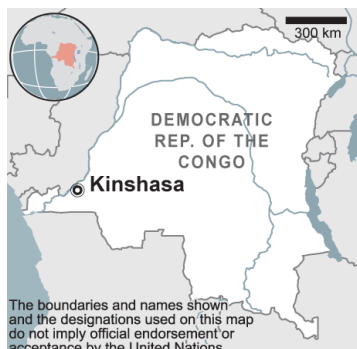 300 km
DEMOCRATIC
REP. OF THE
CONGO
Kinshasa
The boundaries and names shown
and the designations used on this map
do not imply official endorsement or
acceptance by the United Nations